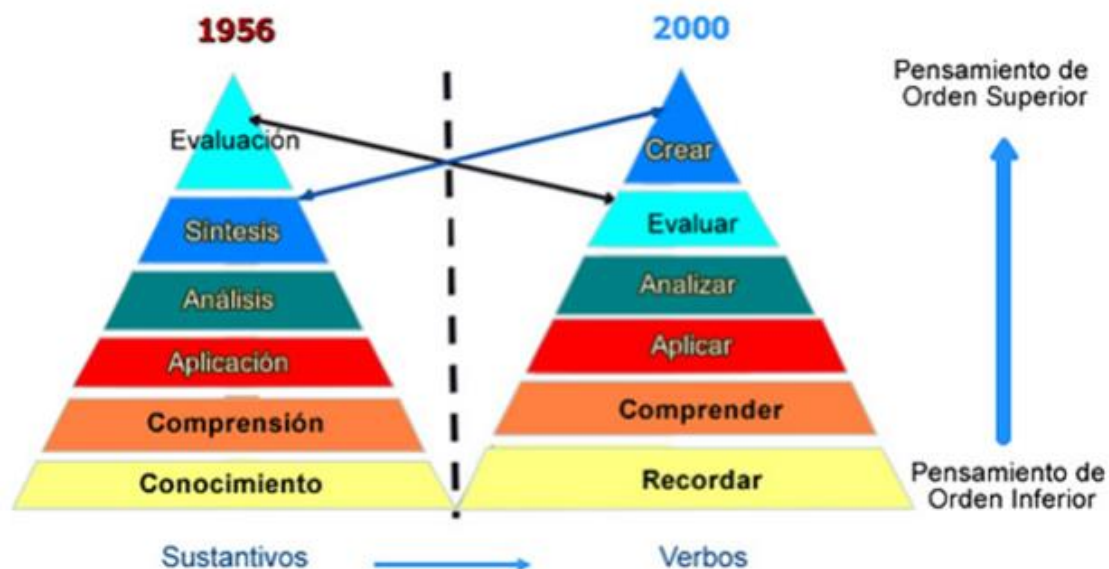 1956
2000
Evaluación
Síntesis
Análisis
Aplicación
Comprensión
Conocimiento
Crear
Evaluar
Analizar
Aplicar
Comprender
Recordar
Pensamiento de
Orden Superior
Pensamiento de
Orden Inferior
Sustantivos
Verbos